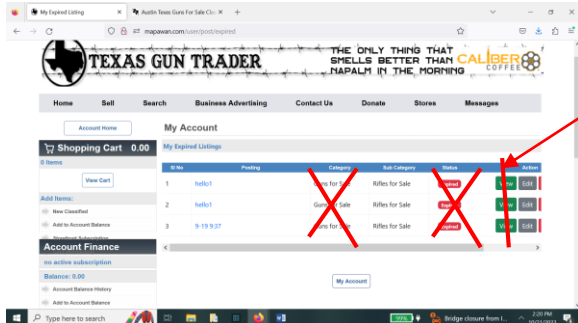 My Expired Listing
Austin Texas Guns For Sale Cla
mapawan.com/user/post/expired
TEXAS GUN TRADER
THE ONLY THING THAT
SMELLS BETTER THAN
NAPALM IN THE MORNING
CALIBER
COFFEE
Home Sell Search Business Advertising Contact Us Donate Stores Messages
Account Home
My Account
Shopping Cart 0.00
My Expired Listings
0 Items
Sl No Posting Category Sub Category Status Action
View Cart
1 hello1 Guns for Sale Rifles for Sale Expired View Edit
Add Items:
2 hello1 Guns for Sale Rifles for Sale Expired View Edit
New Classified
Add to Account Balance
3 9-19 9:37 Guns for Sale Rifles for Sale Expired View Edit
Storefront Subscription
Account Finance
no active subscription
Balance: 0.00
My Account
Account Balance History
Add to Account Balance
Type here to search
99%
Bridge closure from I...
2:20 PM